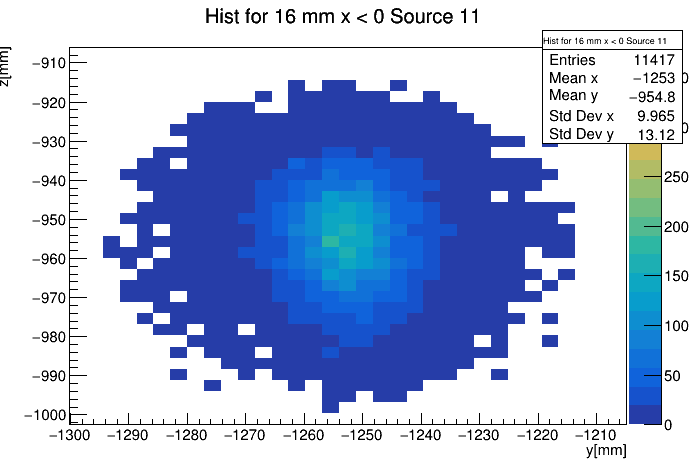 Hist for 16 mm x < 0 Source 11
z[mm]
Hist for 16 mm x < 0 Source 11
Entries 11417
Mean x −1253
Mean y −954.8
Std Dev x 9.965
Std Dev y 13.12
−910
−920
−930
−940
−950
−960
−970
−980
−990
−1000
−1300 −1290 −1280 −1270 −1260 −1250 −1240 −1230 −1220 −1210
y[mm]
0
0
250
200
150
100
50
0